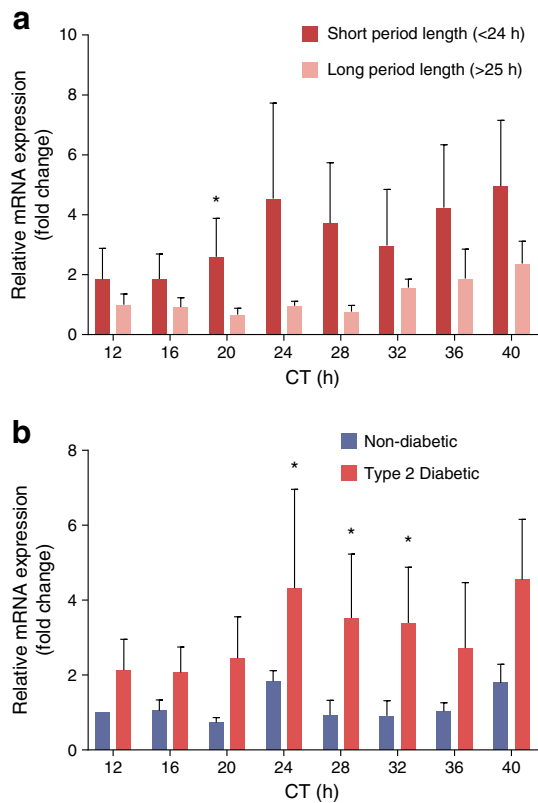 a
Short period length (<24 h)
Long period length (>25 h)
Relative mRNA expression
(fold change)
10
8
6
4
2
0
*
12 16 20 24 28 32 36 40
CT (h)
b
Non-diabetic
Type 2 Diabetic
Relative mRNA expression
(fold change)
8
6
4
2
0
* * *
12 16 20 24 28 32 36 40
CT (h)